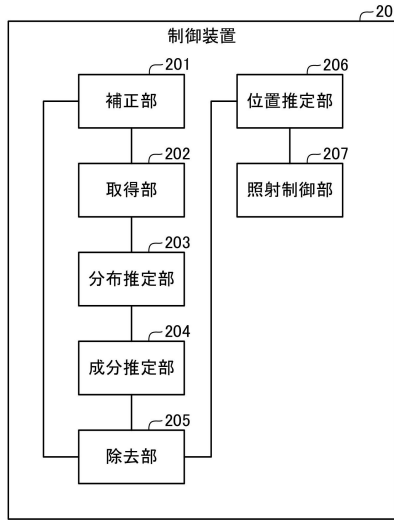 20
制御装置
201
補正部
202
取得部
203
分布推定部
204
成分推定部
205
除去部
206
位置推定部
207
照射制御部